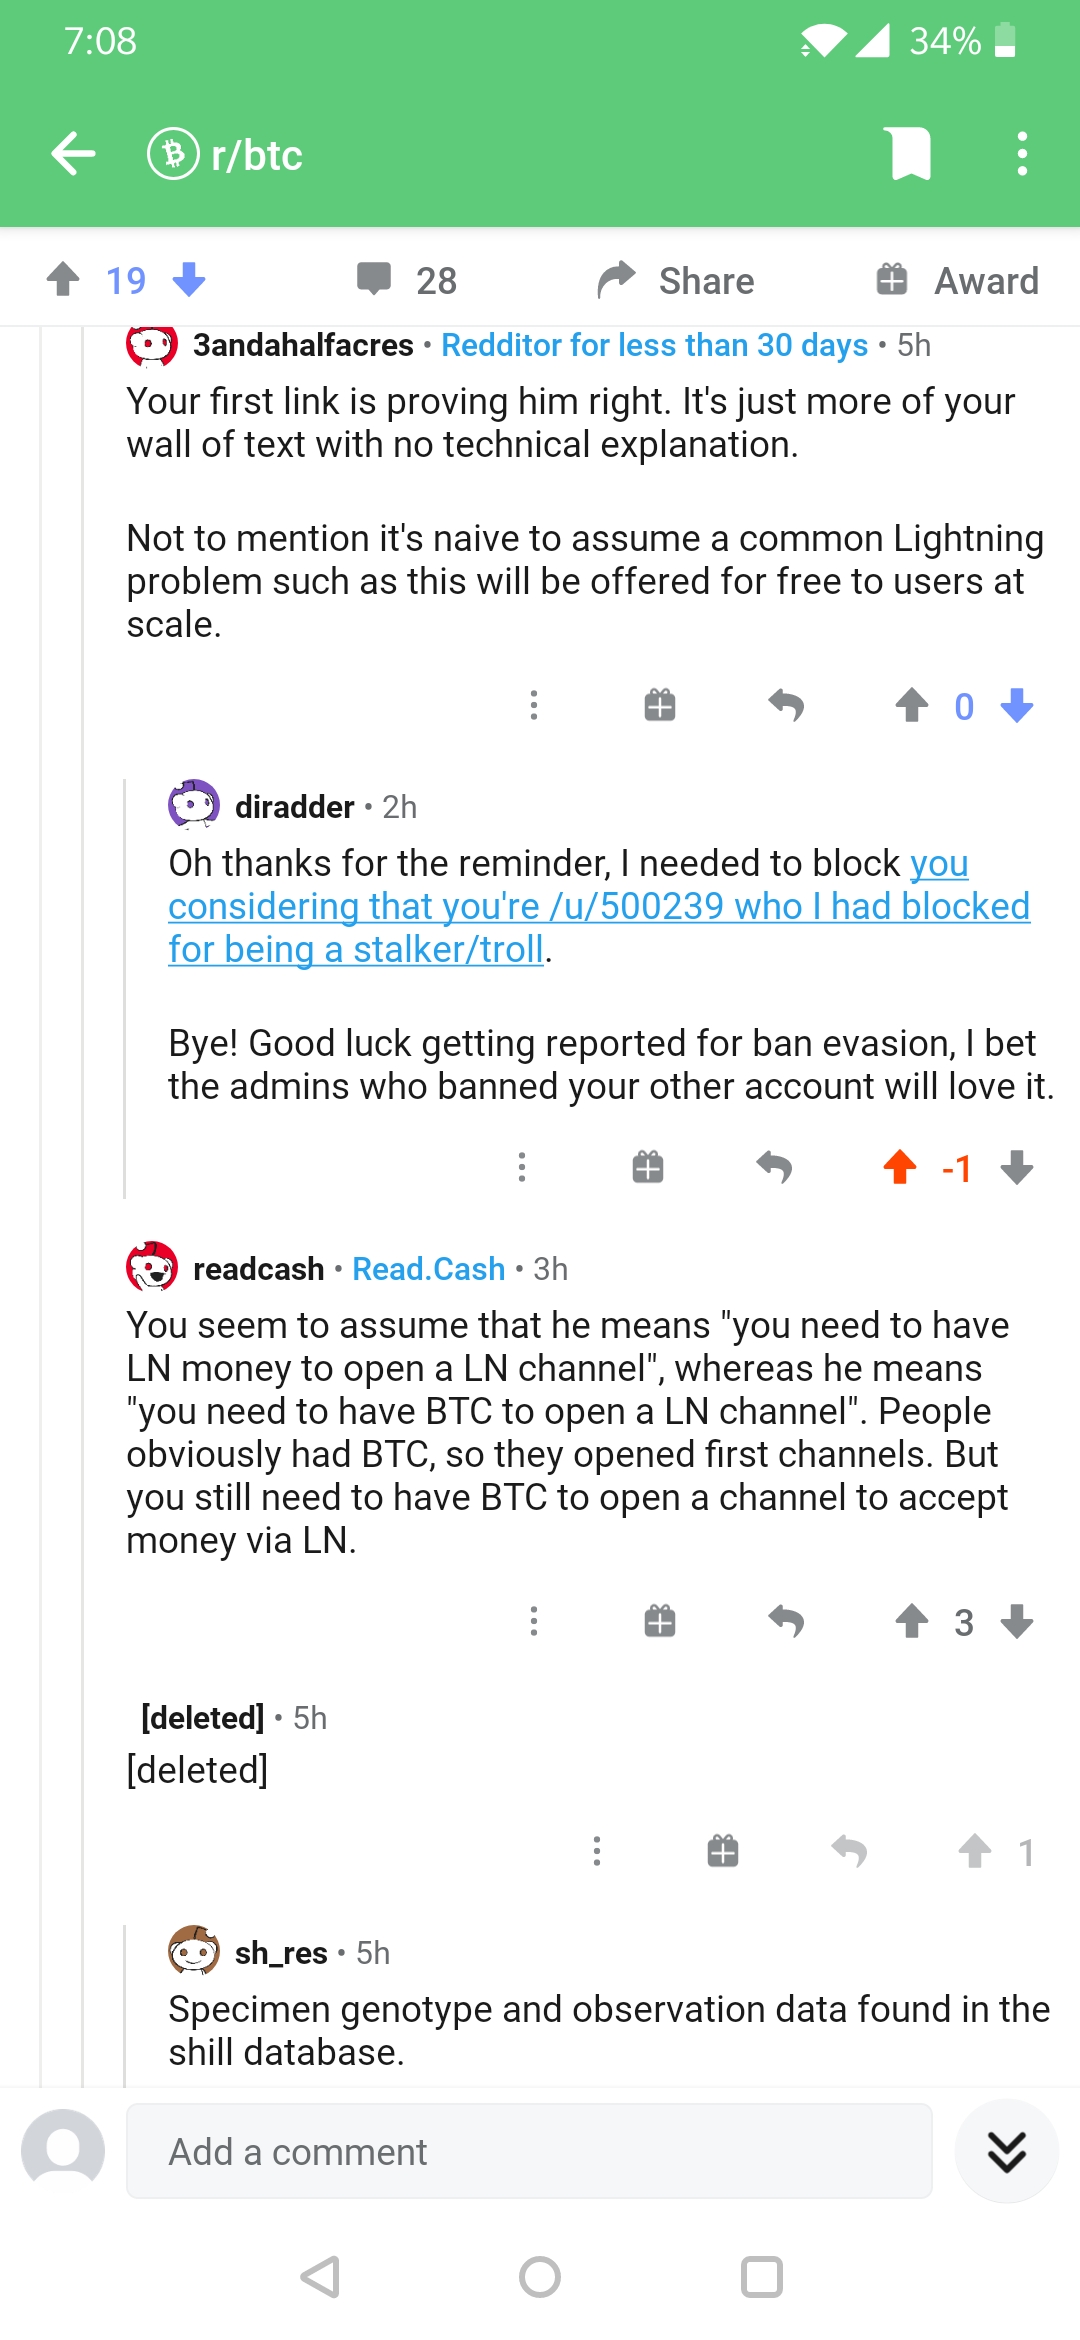 7:08
34%
r/btc
19
28
Share
Award
3andahalfacres • Redditor for less than 30 days • 5h
Your first link is proving him right. It's just more of your
wall of text with no technical explanation.
Not to mention it's naive to assume a common Lightning
problem such as this will be offered for free to users at
scale.
0
diradder • 2h
Oh thanks for the reminder, I needed to block you
considering that you're /u/500239 who I had blocked
for being a stalker/troll.
Bye! Good luck getting reported for ban evasion, I bet
the admins who banned your other account will love it.
-1
readcash • Read.Cash • 3h
You seem to assume that he means "you need to have
LN money to open a LN channel", whereas he means
"you need to have BTC to open a LN channel". People
obviously had BTC, so they opened first channels. But
you still need to have BTC to open a channel to accept
money via LN.
3
[deleted] • 5h
[deleted]
1
sh_res • 5h
Specimen genotype and observation data found in the
shill database.
Add a comment